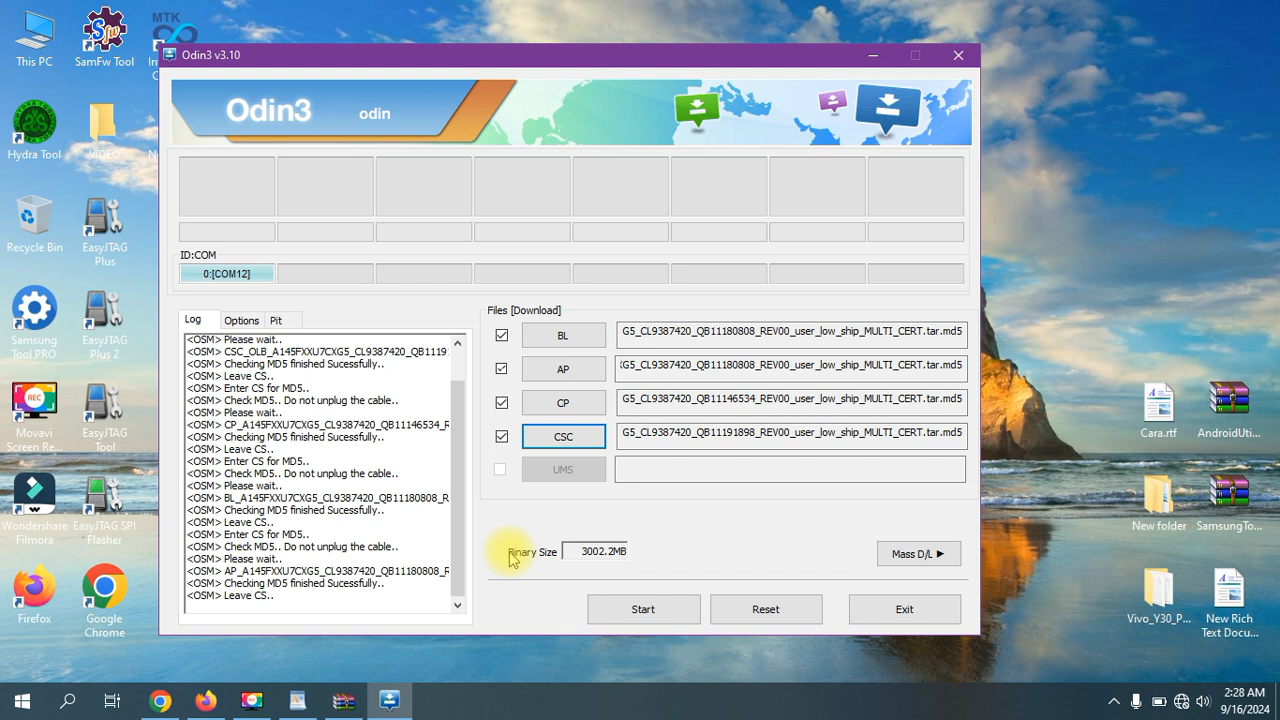 This PC
SamFw Tool
MTK
Odin3 v3.10
Odin3
odin
Hydra Tool
VIDEO
Recycle Bin
EasyJTAG
Plus
ID:COM
0:[COM12]
Samsung
Tool PRO
EasyJTAG
Plus 2
Movavi
Screen Re...
EasyJTAG
Tool
Wondershare
Filmora
EasyJTAG SPI
Flasher
Firefox
Google
Chrome
Log
Options
Pit
<OSM> Please wait..
<OSM> CSC_OLB_A145FXXU7CXG5_CL9387420_QB1119
<OSM> Checking MD5 finished Sucessfully..
<OSM> Leave CS..
<OSM> Enter CS for MD5..
<OSM> Check MD5.. Do not unplug the cable..
<OSM> Please wait..
<OSM> CP_A145FXXU7CXG5_CL9387420_QB11146534_R
<OSM> Checking MD5 finished Sucessfully..
<OSM> Leave CS..
<OSM> Enter CS for MD5..
<OSM> Check MD5.. Do not unplug the cable..
<OSM> Please wait..
<OSM> BL_A145FXXU7CXG5_CL9387420_QB11180808_R
<OSM> Checking MD5 finished Sucessfully..
<OSM> Leave CS..
<OSM> Enter CS for MD5..
<OSM> Check MD5.. Do not unplug the cable..
<OSM> Please wait..
<OSM> AP_A145FXXU7CXG5_CL9387420_QB11180808_R
<OSM> Checking MD5 finished Sucessfully..
<OSM> Leave CS..
Files [Download]
BL
G5_CL9387420_QB11180808_REV00_user_low_ship_MULTI_CERT.tar.md5
AP
G5_CL9387420_QB11180808_REV00_user_low_ship_MULTI_CERT.tar.md5
CP
G5_CL9387420_QB11146534_REV00_user_low_ship_MULTI_CERT.tar.md5
CSC
G5_CL9387420_QB11191898_REV00_user_low_ship_MULTI_CERT.tar.md5
UMS
Binary Size
3002.2MB
Mass D/L
Start
Reset
Exit
Cara.rtf
AndroidUti...
New folder
SamsungTo...
Vivo_Y30_P...
New Rich
Text Docu...
2:28 AM
9/16/2024